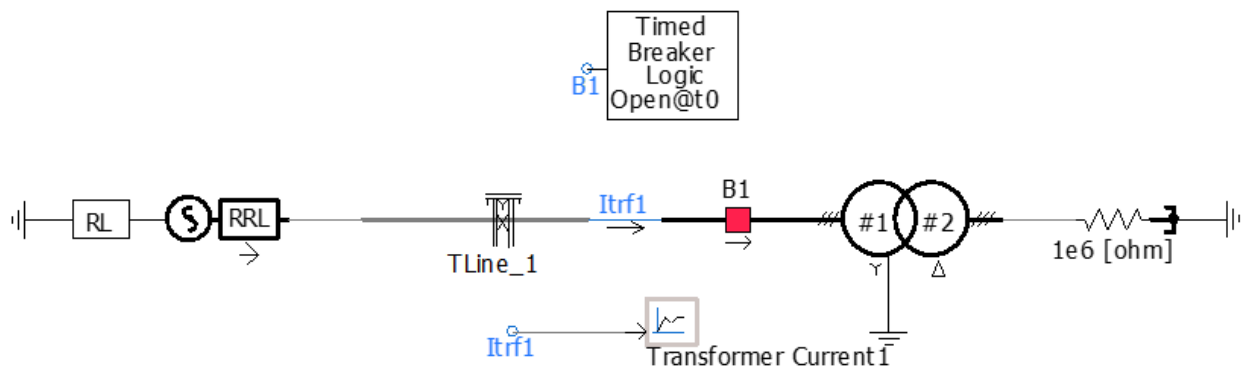 Timed
Breaker
Logic
Open@t0
B1
RL
RRL
TLine_1
Itrf1
B1
#1
#2
1e6 [ohm]
Itrf1
Transformer Current1